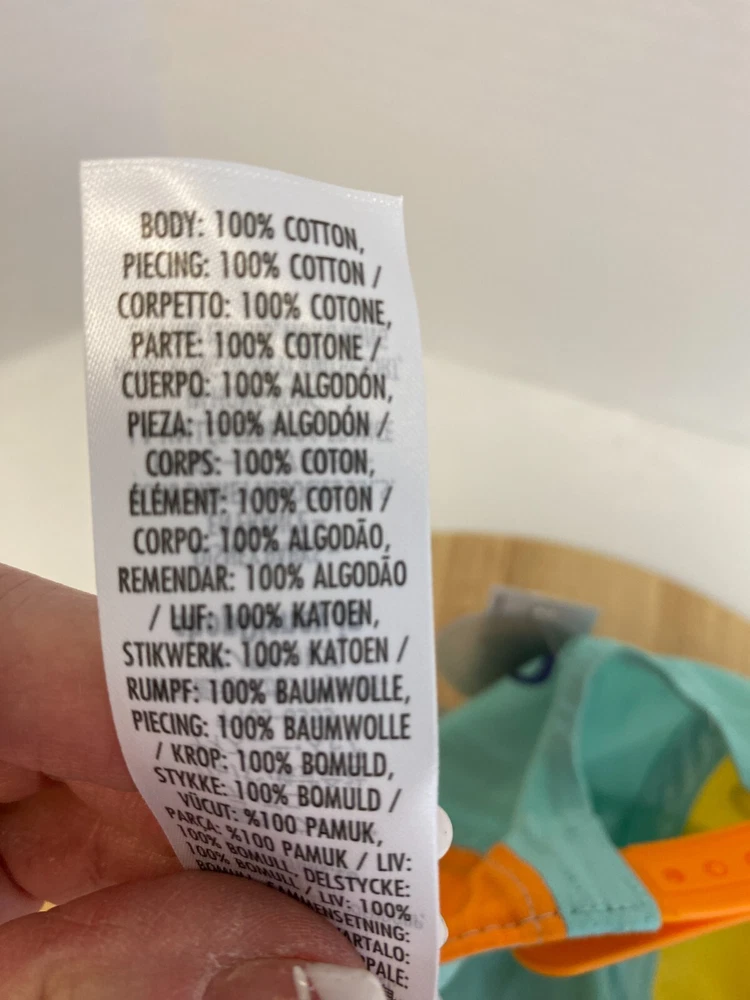 BODY: 100% COTTON,
PIECING: 100% COTTON /
CORPETTO: 100% COTONE,
PARTE: 100% COTONE /
CUERPO: 100% ALGODÓN,
PIEZA: 100% ALGODÓN /
CORPS: 100% COTON,
ÉLÉMENT: 100% COTON /
CORPO: 100% ALGODÃO,
REMENDAR: 100% ALGODÃO
/ LIJF: 100% KATOEN,
STIKWERK: 100% KATOEN /
RUMPF: 100% BAUMWOLLE,
PIECING: 100% BAUMWOLLE
/ KROP: 100% BOMULD,
STYKKE: 100% BOMULD /
VÜCUT: %100 PAMUK,
PARÇA: %100 PAMUK / LIV:
100% BOMULL, DELSTYCKE:
100% BOMULL / LIV: 100%